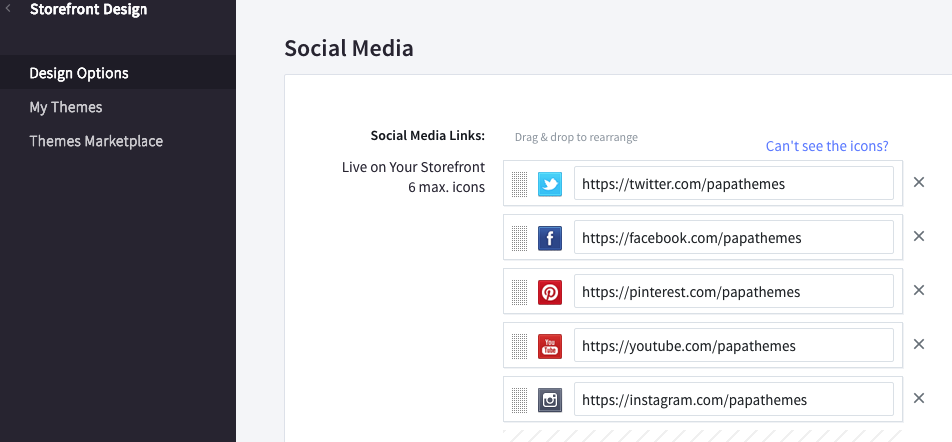 Storefront Design
Design Options
My Themes
Themes Marketplace
Social Media
Social Media Links:
Drag & drop to rearrange
Can't see the icons?
Live on Your Storefront
6 max. icons
https://twitter.com/papathemes
https://facebook.com/papathemes
https://pinterest.com/papathemes
You
Tube
https://youtube.com/papathemes
https://instagram.com/papathemes